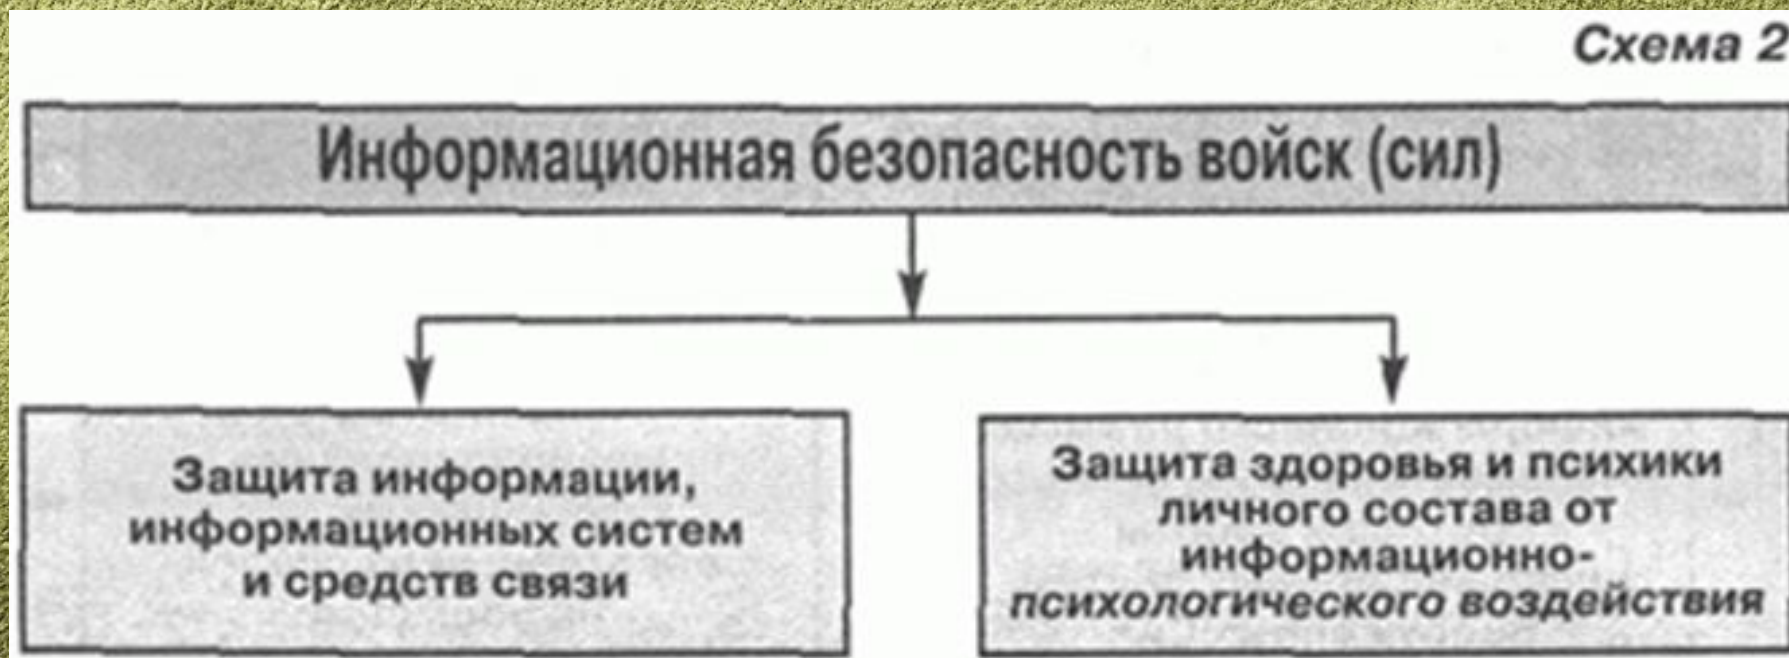 Схема 2
Информационная безопасность войск (сил)
Защита информации,
информационных систем
и средств связи
Защита здоровья и психики
личного состава от
информационно-
психологического воздействия